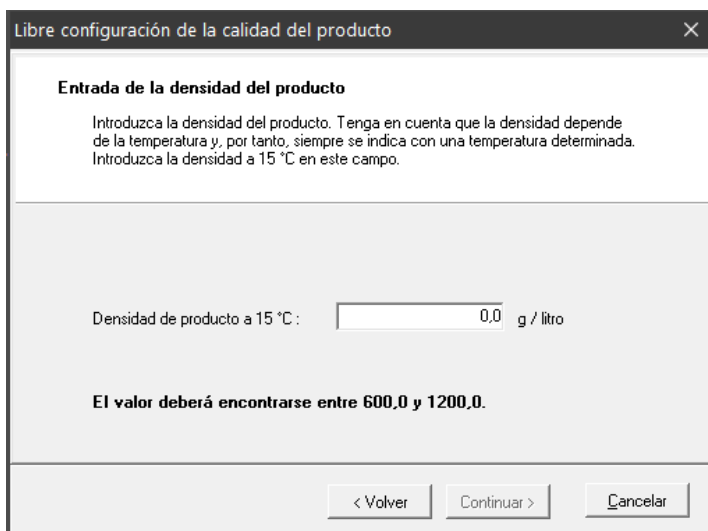 Libre configuración de la calidad del producto
Entrada de la densidad del producto
Introduzca la densidad del producto. Tenga en cuenta que la densidad depende
de la temperatura y, por tanto, siempre se indica con una temperatura determinada.
Introduzca la densidad a 15 °C en este campo.
Densidad de producto a 15 °C : 0,0 g / litro
El valor deberá encontrarse entre 600,0 y 1200,0.
< Volver Continuar > Cancelar